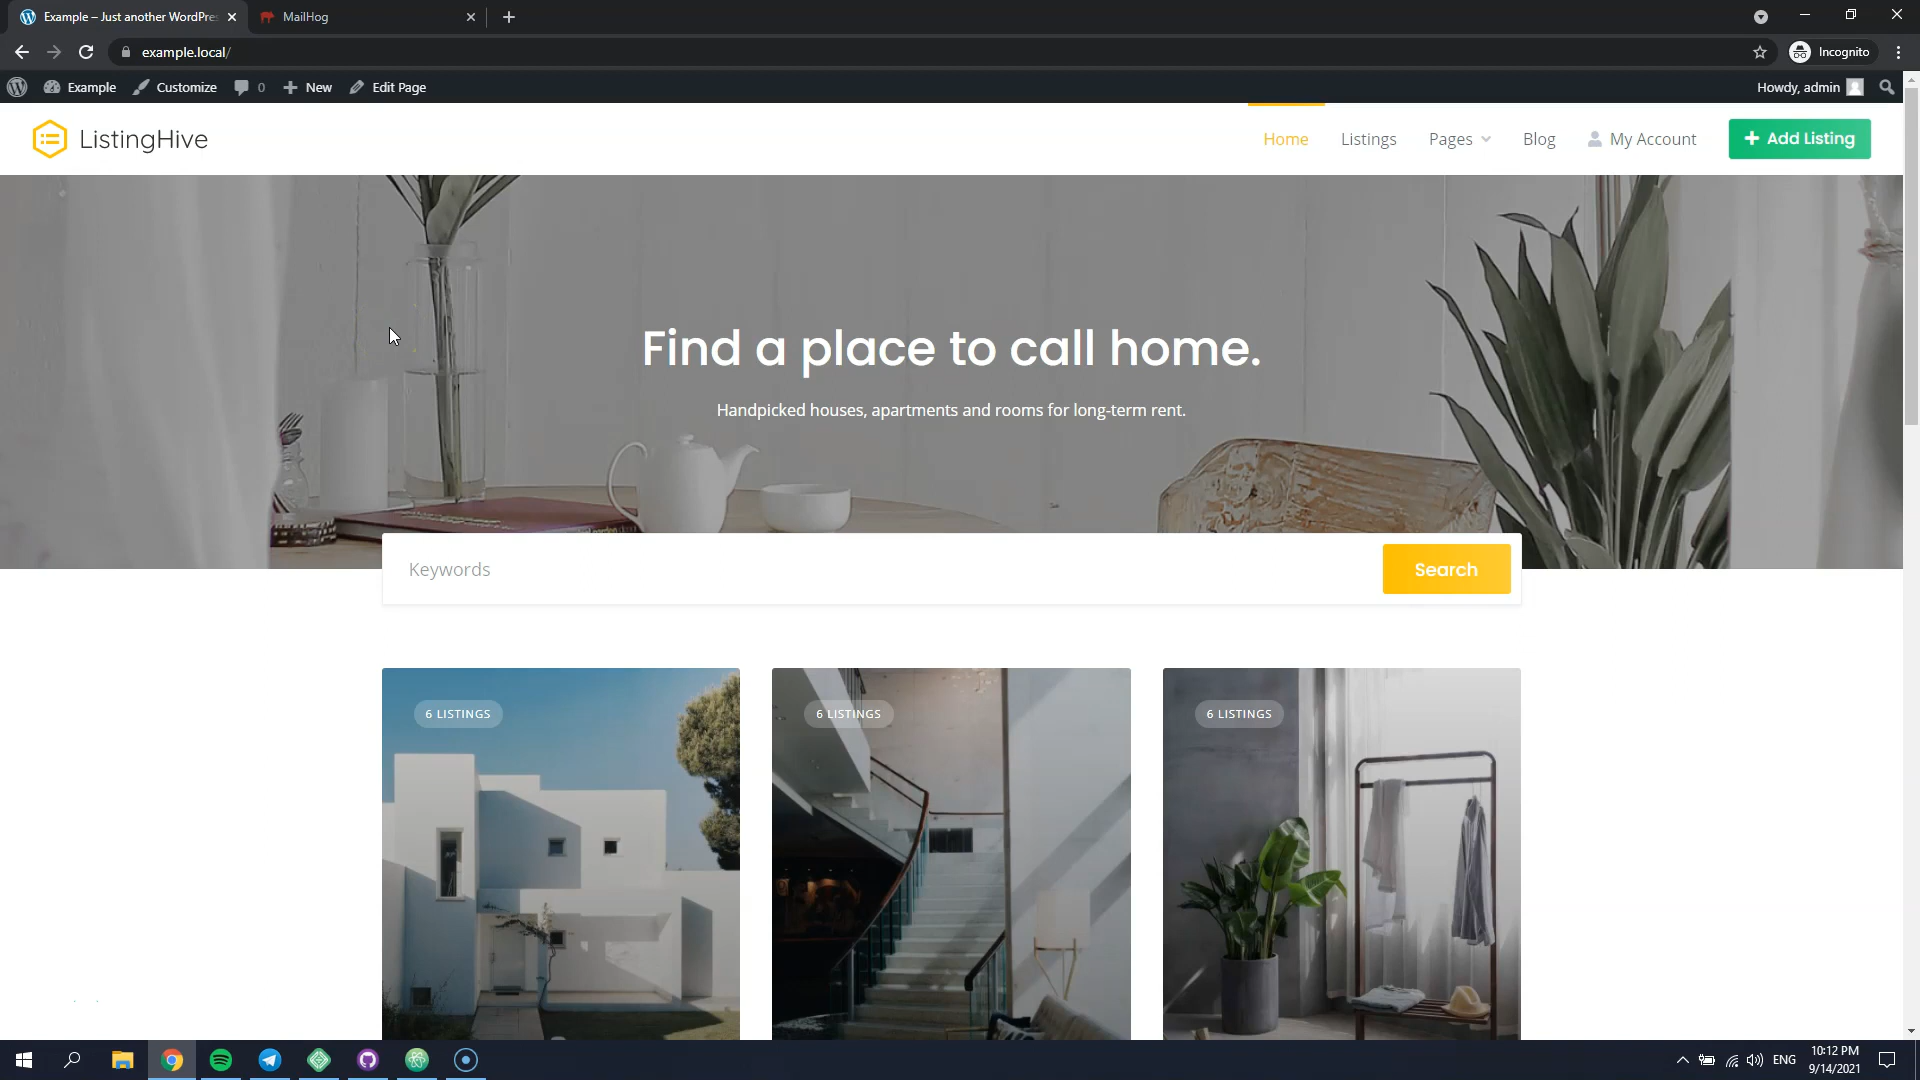 Example – Just another WordPres
MailHog
example.local/
Incognito
Example
Customize
0
New
Edit Page
Howdy, admin
ListingHive
Home
Listings
Pages
Blog
My Account
Add Listing
Find a place to call home.
Handpicked houses, apartments and rooms for long-term rent.
Keywords
Search
6 LISTINGS
6 LISTINGS
6 LISTINGS
ENG
10:12 PM
9/14/2021